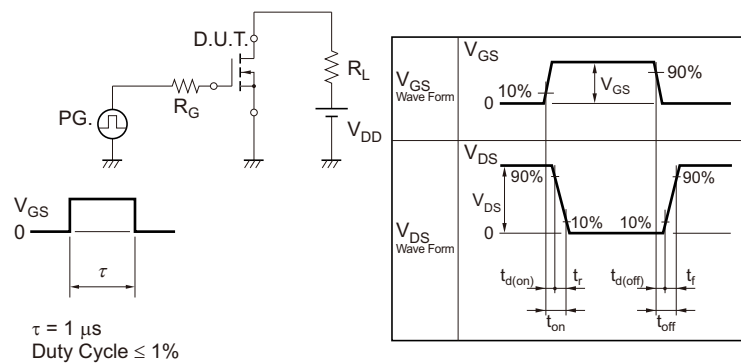 D.U.T.
R_L
R_G
PG.
V_DD
V_GS
0
τ
τ = 1 μs
Duty Cycle ≤ 1%
V_GS
Wave Form
V_GS
10%
V_GS
90%
0
V_DS
Wave Form
V_DS
90%
90%
V_DS
10%
10%
0
t_d(on)
t_r
t_d(off)
t_f
t_on
t_off